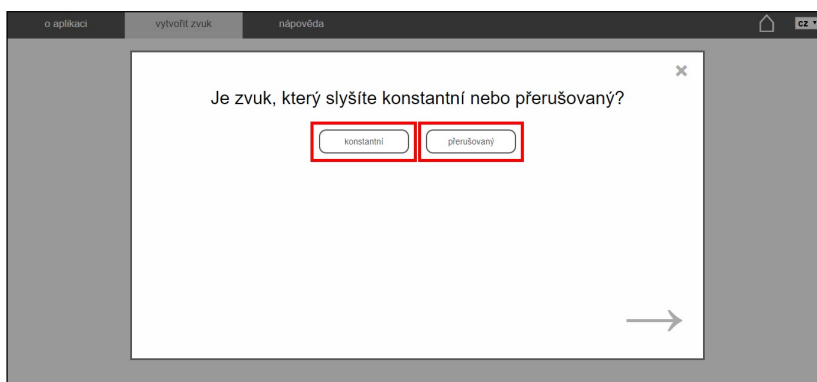 o aplikaci vytvořit zvuk nápověda cz
Je zvuk, který slyšíte konstantní nebo přerušovaný?
konstantní přerušovaný